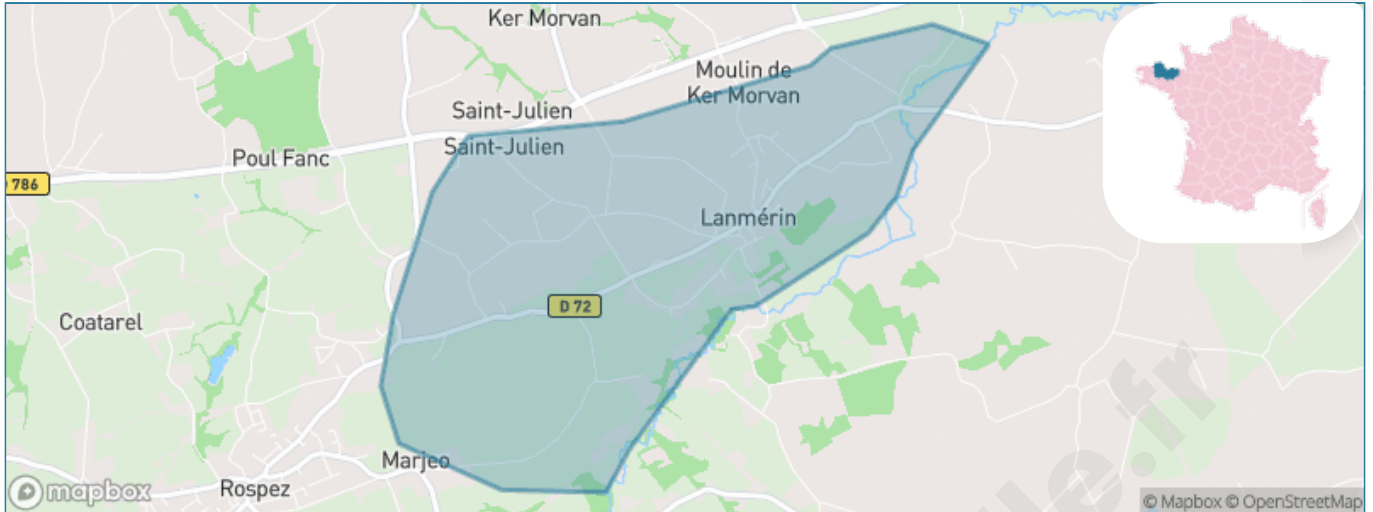 Ker Morvan
Moulin de
Ker Morvan
Saint-Julien
Saint-Julien
Poul Fanc
786
Lanmérin
D 72
Coatarel
Marjeo
Rospez
mapbox
© Mapbox © OpenStreetMap